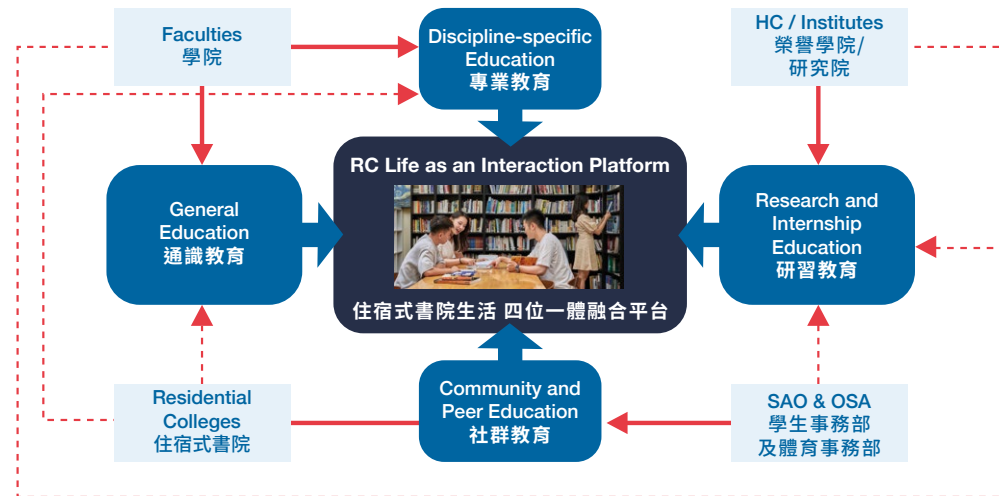 Faculties
學院
Discipline-specific
Education
專業教育
HC / Institutes
榮譽學院/
研究院
RC Life as an Interaction Platform
General
Education
通識教育
Research and
Internship
Education
研習教育
住宿式書院生活 四位一體融合平台
Residential
Colleges
住宿式書院
Community and
Peer Education
社群教育
SAO & OSA
學生事務部
及體育事務部